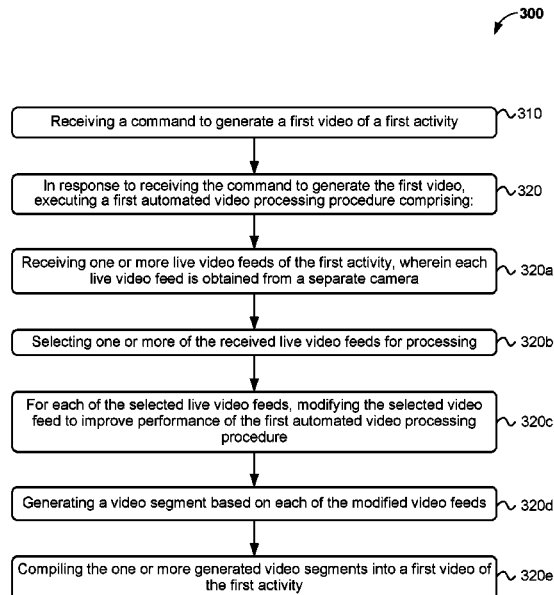 300
Receiving a command to generate a first video of a first activity
310
In response to receiving the command to generate the first video,
executing a first automated video processing procedure comprising:
320
Receiving one or more live video feeds of the first activity, wherein each
live video feed is obtained from a separate camera
320a
Selecting one or more of the received live video feeds for processing
320b
For each of the selected live video feeds, modifying the selected video
feed to improve performance of the first automated video processing
procedure
320c
Generating a video segment based on each of the modified video feeds
320d
Compiling the one or more generated video segments into a first video of
the first activity
320e